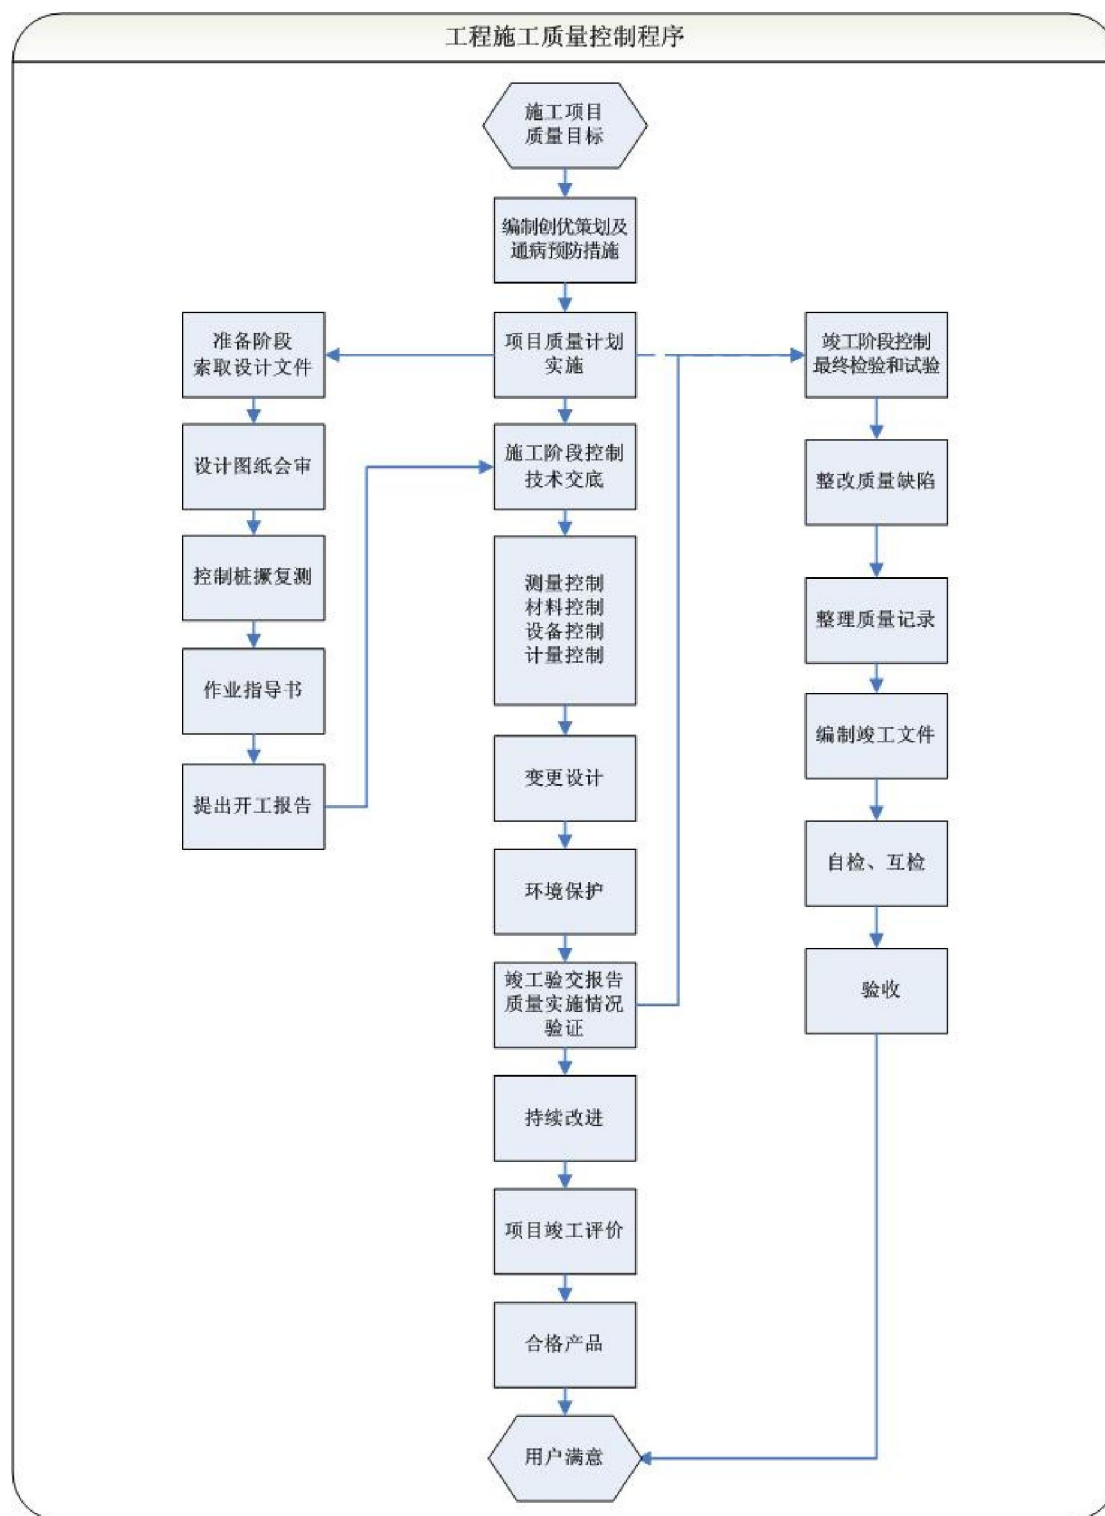 工程施工质量控制程序
施工项目
质量目标
编制创优策划及
通病预防措施
准备阶段
索取设计文件
项目质量计划
实施
竣工阶段控制
最终检验和试验
设计图纸会审
施工阶段控制
技术交底
整改质量缺陷
控制桩撅复测
测量控制
材料控制
设备控制
计量控制
整理质量记录
作业指导书
编制竣工文件
提出开工报告
变更设计
自检、互检
环境保护
竣工验交报告
质量实施情况
验证
验收
持续改进
项目竣工评价
合格产品
用户满意